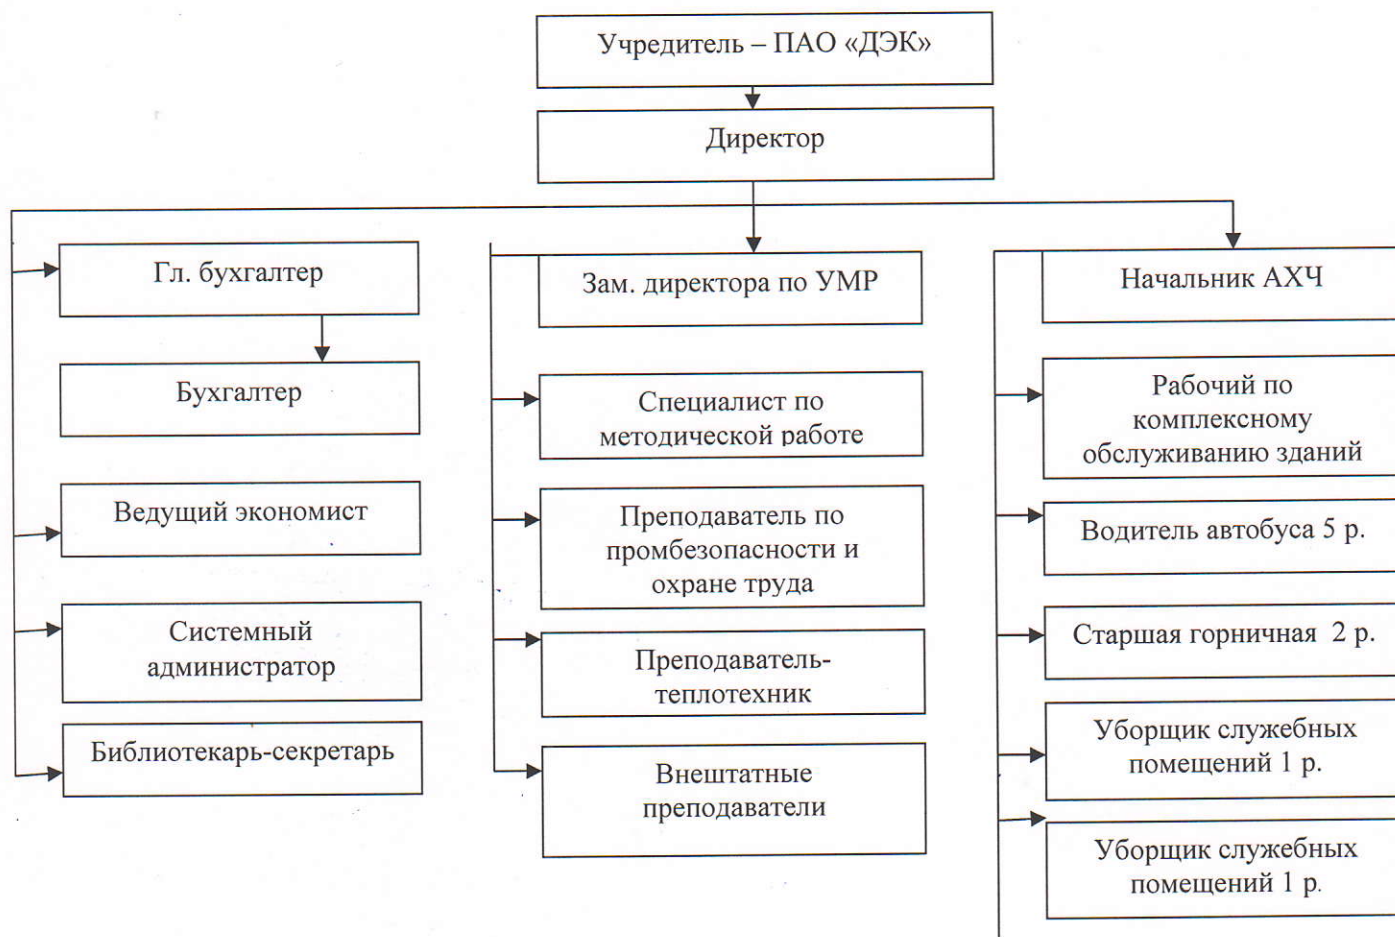 Учредитель – ПАО «ДЭК»
Директор
Гл. бухгалтер
Бухгалтер
Ведущий экономист
Системный
администратор
Библиотекарь-секретарь
Зам. директора по УМР
Специалист по
методической работе
Преподаватель по
промбезопасности и
охране труда
Преподаватель-
теплотехник
Внештатные
преподаватели
Начальник АХЧ
Рабочий по
комплексному
обслуживанию зданий
Водитель автобуса 5 р.
Старшая горничная 2 р.
Уборщик служебных
помещений 1 р.
Уборщик служебных
помещений 1 р.